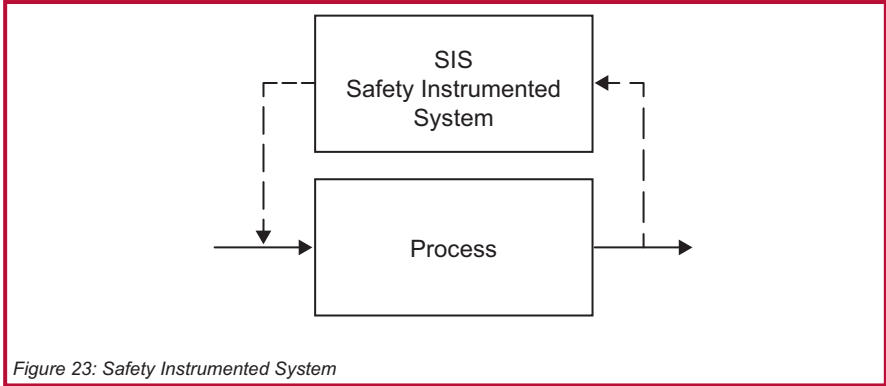 SIS
Safety Instrumented
System
Process
Figure 23: Safety Instrumented System